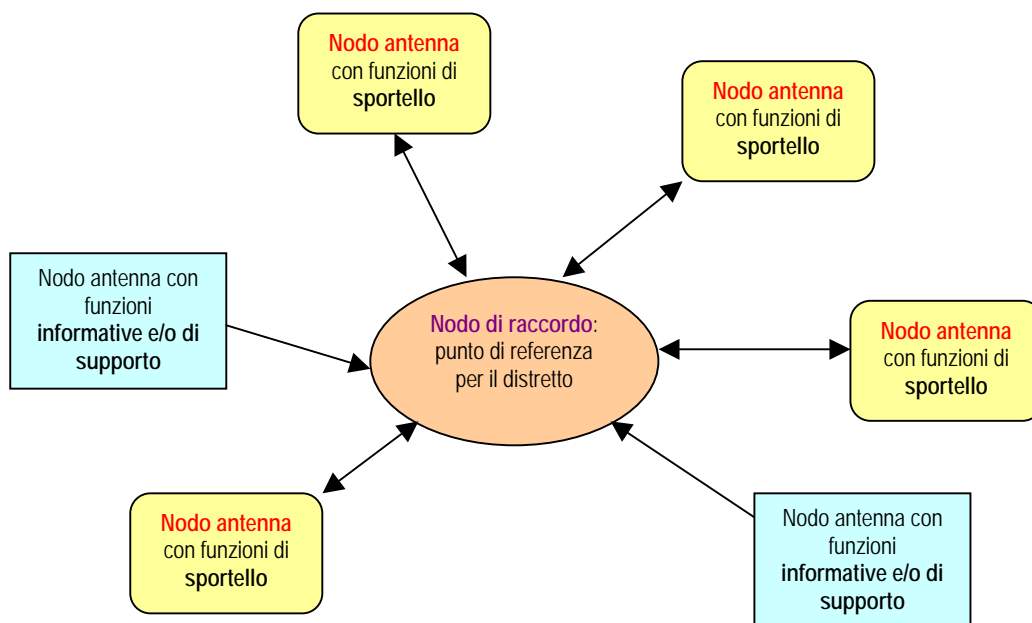 Nodo antenna
con funzioni di
sportello
Nodo antenna
con funzioni di
sportello
Nodo antenna con
funzioni
informative e/o di
supporto
Nodo di raccordo:
punto di referenza
per il distretto
Nodo antenna
con funzioni di
sportello
Nodo antenna
con funzioni di
sportello
Nodo antenna con
funzioni
informative e/o di
supporto